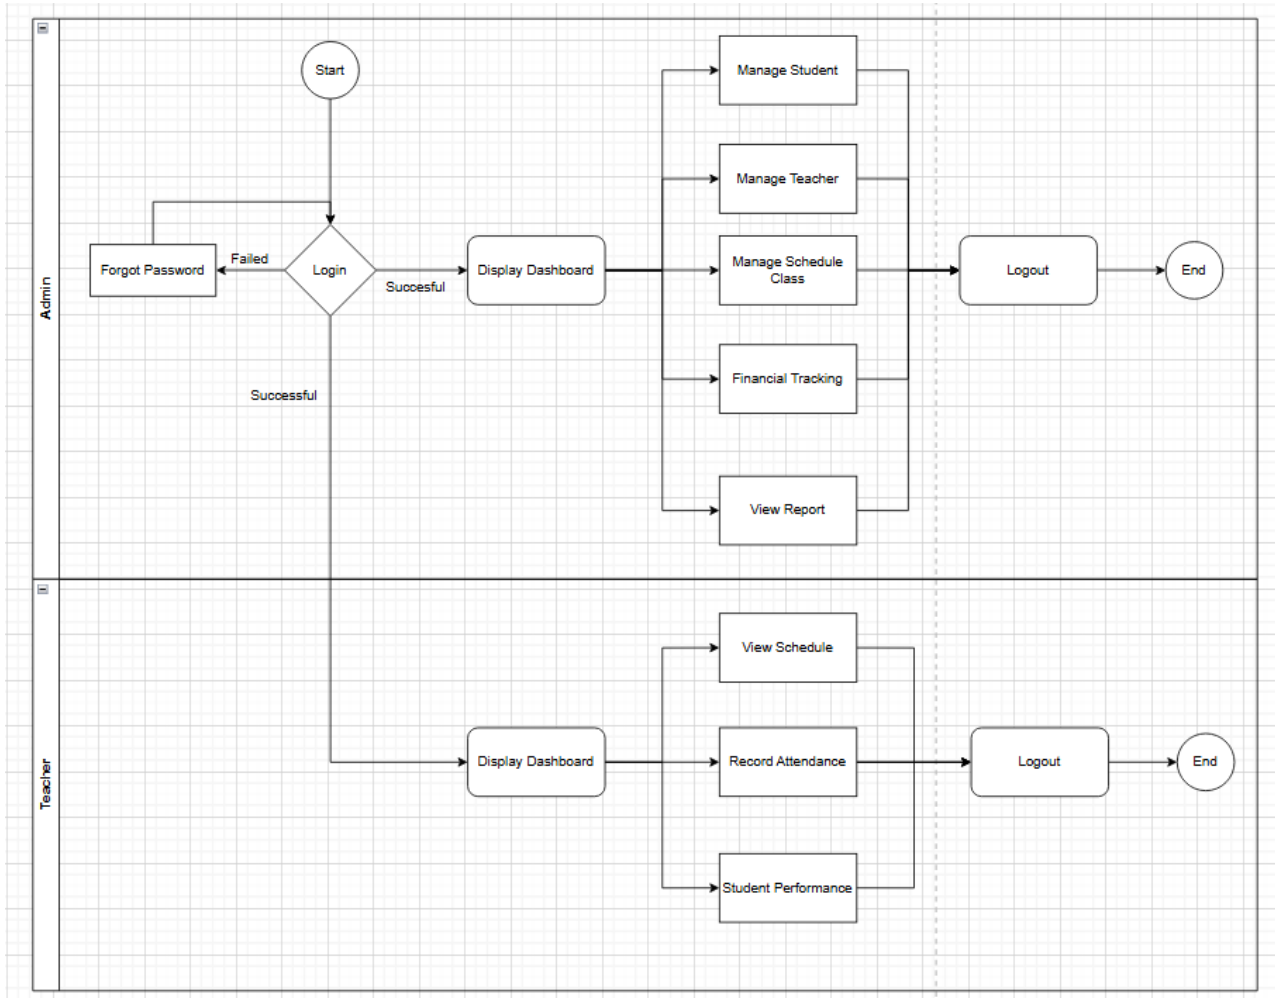 Admin
Start
Manage Student
Manage Teacher
Forgot Password
Failed
Login
Succesful
Display Dashboard
Manage Schedule
Class
Logout
End
Successful
Financial Tracking
View Report
Teacher
View Schedule
Display Dashboard
Record Attendance
Logout
End
Student Performance